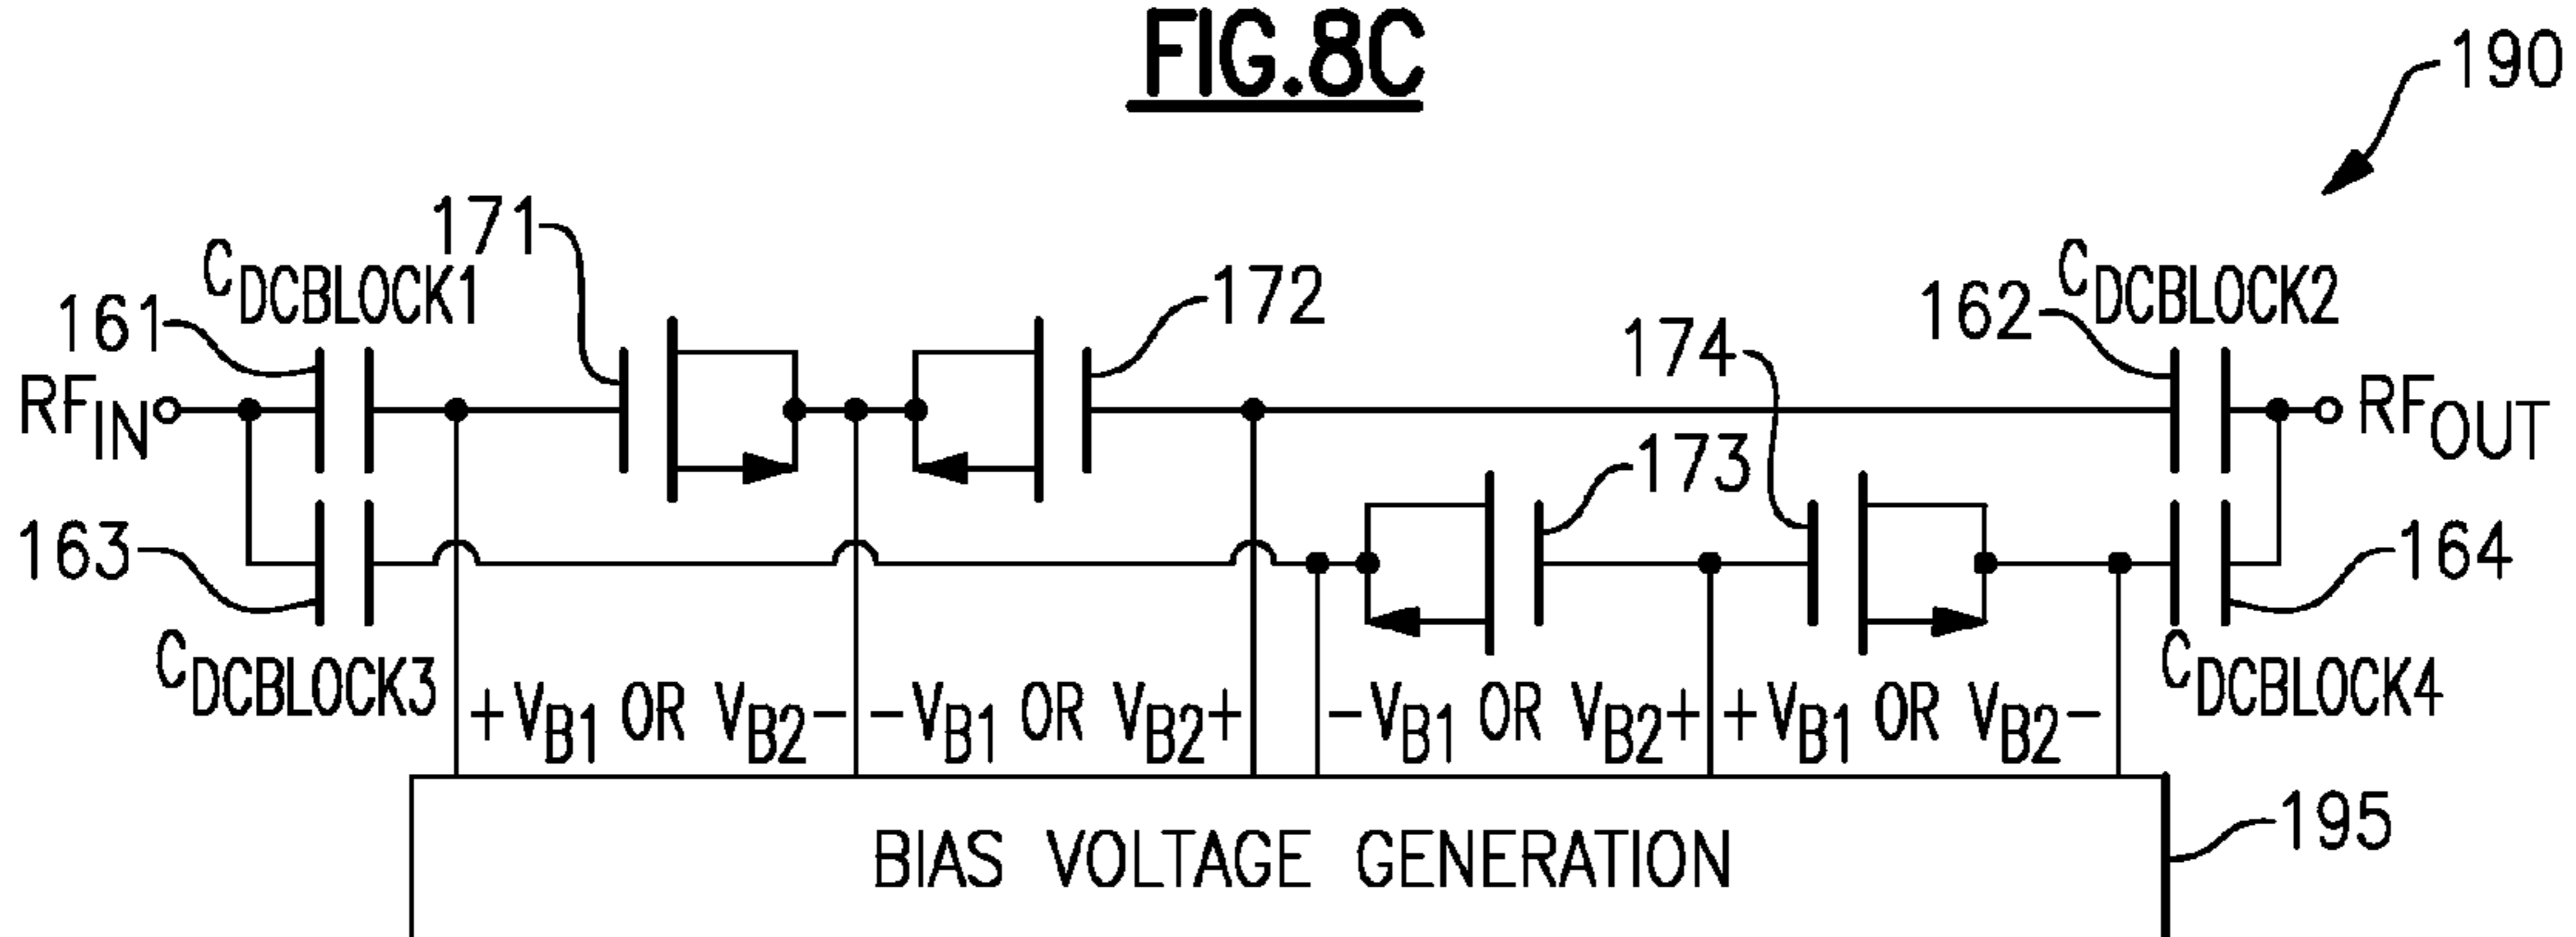 FIG.8C
190
171
CDCBLOCK1
161
RFIN
172
174
162
CDCBLOCK2
RFOUT
163
173
164
CDCBLOCK3
CDCBLOCK4
+VB1 OR VB2-
-VB1 OR VB2+
-VB1 OR VB2+
+VB1 OR VB2-
BIAS VOLTAGE GENERATION
195